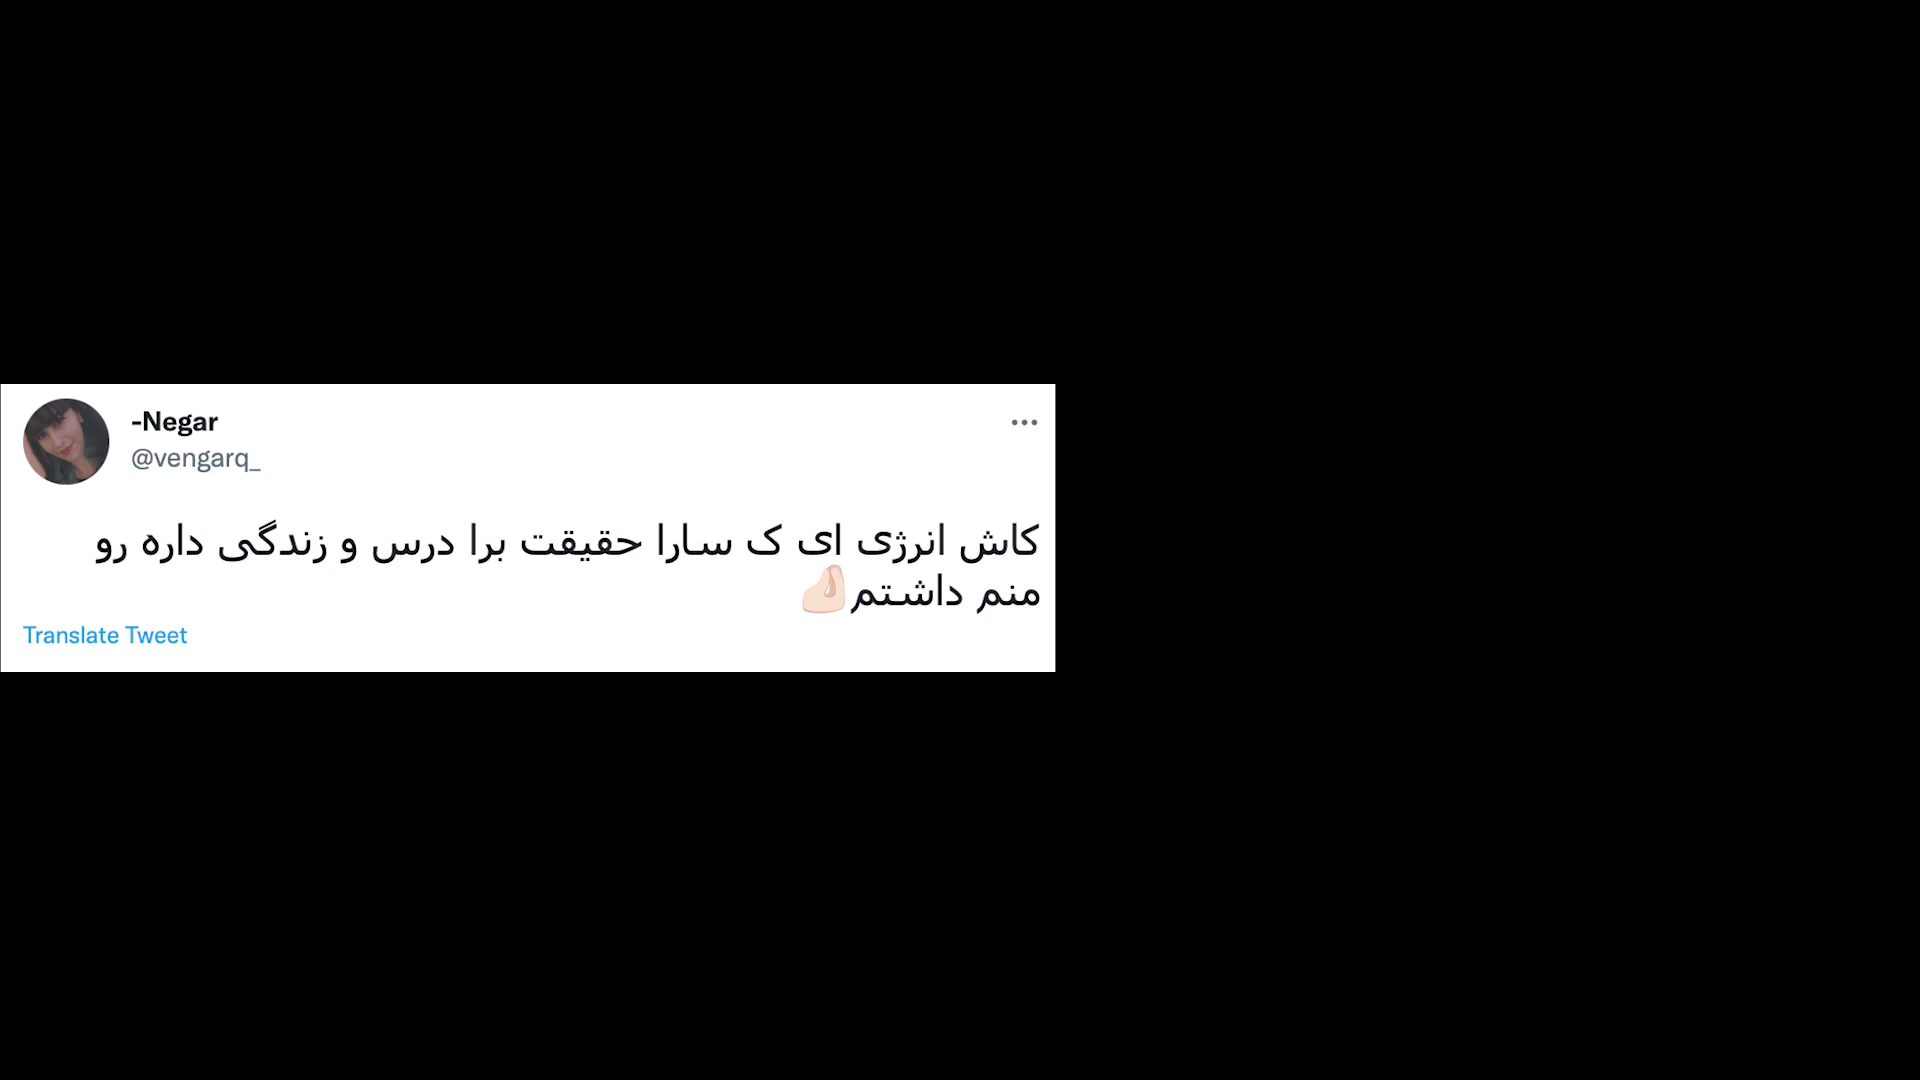 -Negar
@vengarq_
کاش انرژی ای ک سارا حقیقت برا درس و زندگی داره رو
منم داشتم🤌🏻
Translate Tweet